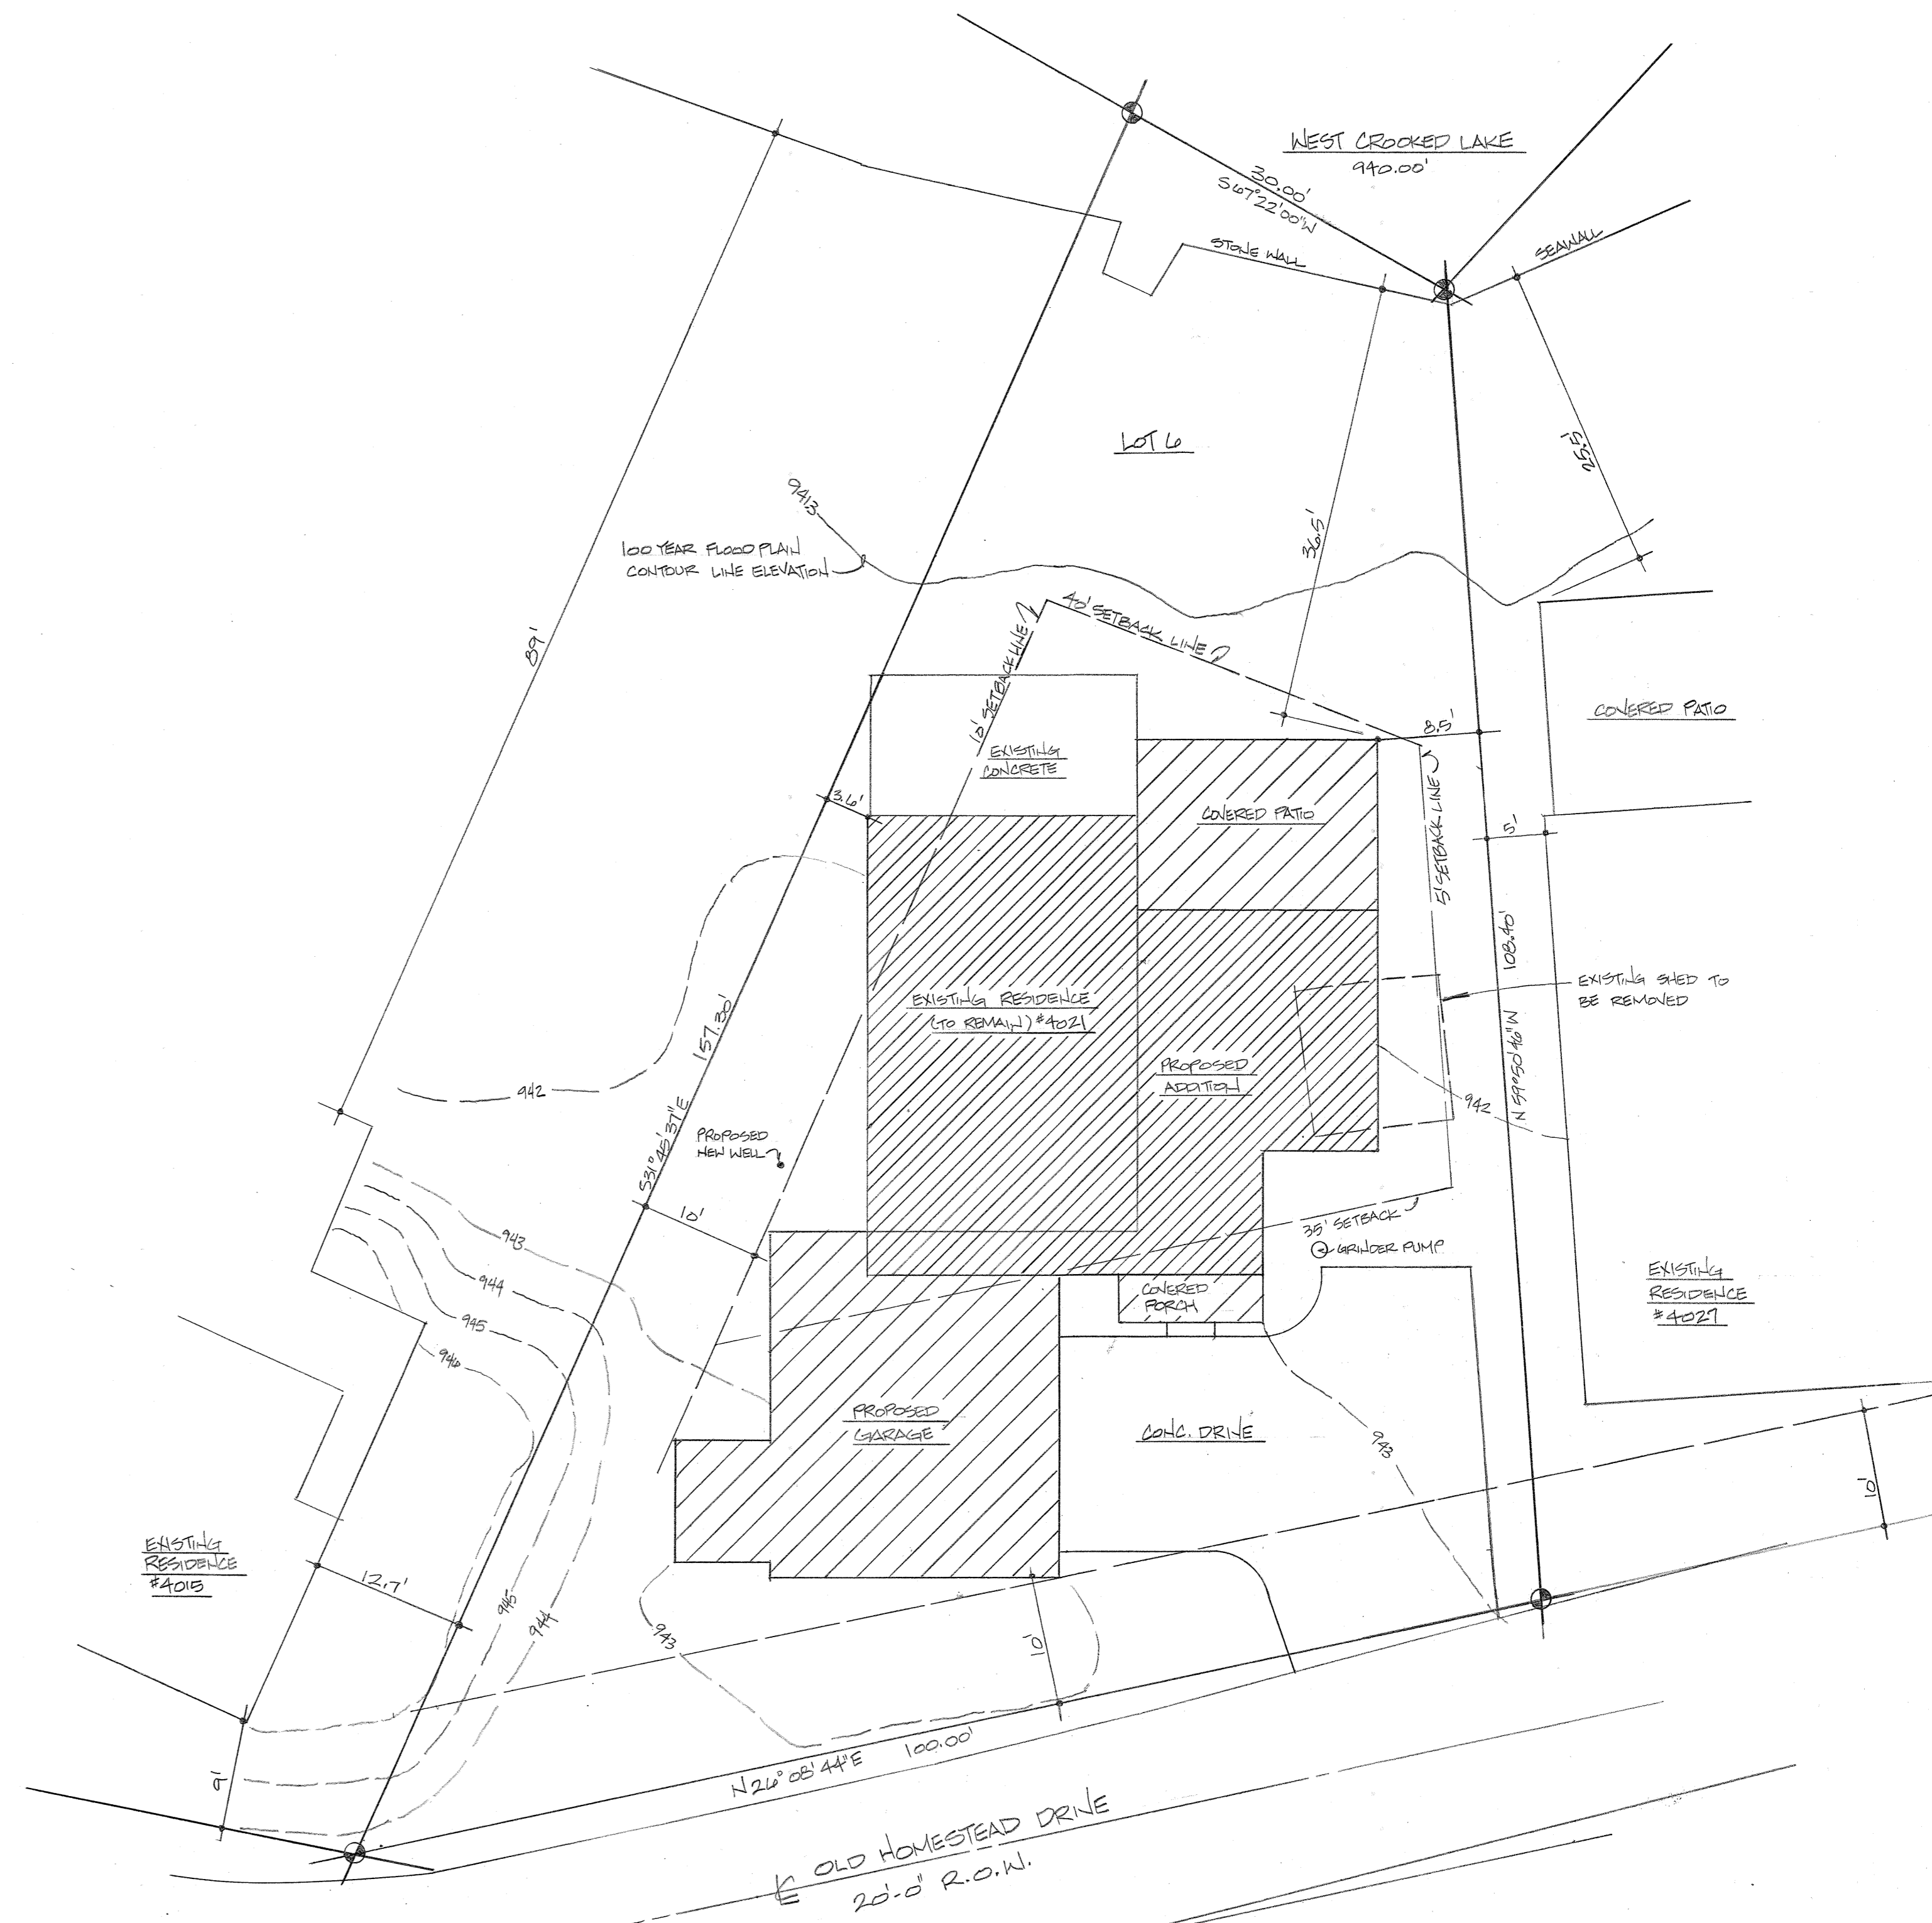 WEST CROOKED LAKE
940.00'
30.00'
S67°22'00"W
STONE WALL
SEAWALL
LOT 6
25.5'
36.5'
9413
100 YEAR FLOOD PLAIN
CONTOUR LINE ELEVATION
89'
10' SETBACK LINE
40' SETBACK LINE
COVERED PATIO
8.5'
EXISTING
CONCRETE
3.6'
COVERED PATIO
5'
5' SETBACK LINE
108.40'
N 59°50'46"W
EXISTING SHED TO
BE REMOVED
EXISTING RESIDENCE
(TO REMAIN) #4021
PROPOSED
ADDITION
942
942
157.30'
S31°45'37"E
PROPOSED
NEW WELL
10'
35' SETBACK
GRINDER PUMP
943
944
945
946
COVERED
PORCH
EXISTING
RESIDENCE
#4027
PROPOSED
GARAGE
CONC. DRIVE
943
10'
EXISTING
RESIDENCE
#4015
12.7'
945
944
943
10'
9'
N26°08'44"E 100.00'
℄ OLD HOMESTEAD DRIVE
20'-0" R.O.W.